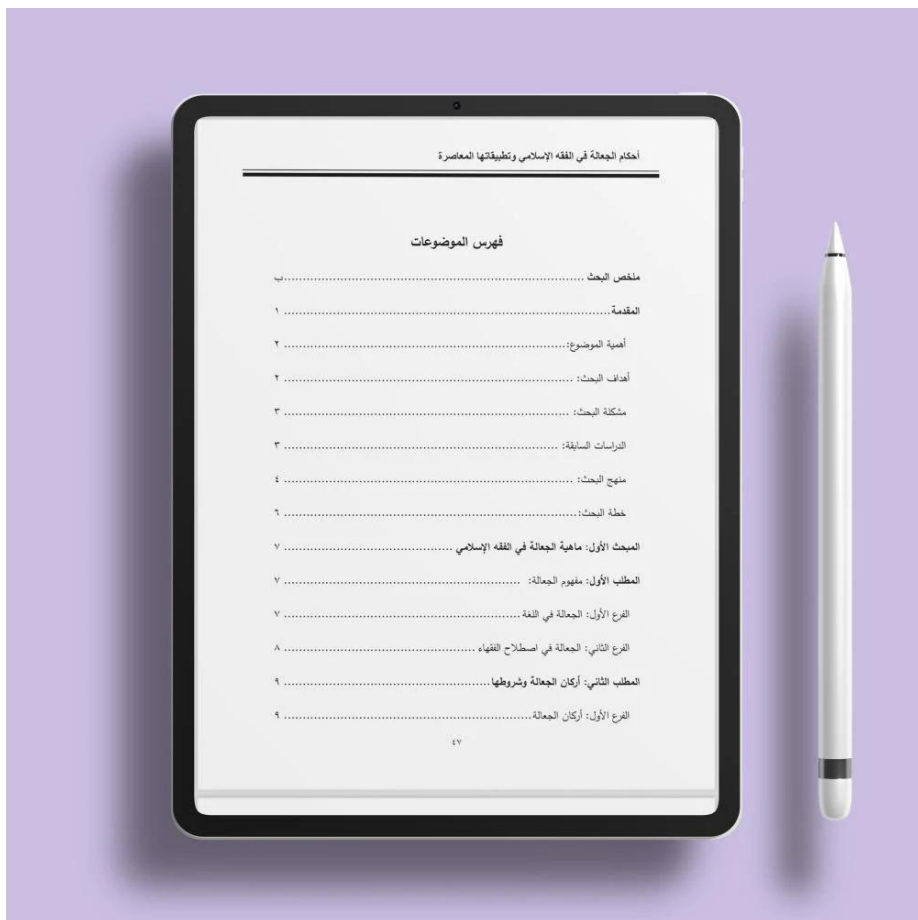 أحكام الجعالة في الفقه الإسلامي وتطبيقاتها المعاصرة
فهرس الموضوعات
ملخص البحث ........................................ ب
المقدمة ........................................ ١
أهمية الموضوع: ........................................ ٢
أهداف البحث: ........................................ ٢
مشكلة البحث: ........................................ ٣
الدراسات السابقة: ........................................ ٣
منهج البحث: ........................................ ٤
خطة البحث: ........................................ ٦
المبحث الأول: ماهية الجعالة في الفقه الإسلامي ........................................ ٧
المطلب الأول: مفهوم الجعالة: ........................................ ٧
الفرع الأول: الجعالة في اللغة ........................................ ٧
الفرع الثاني: الجعالة في اصطلاح الفقهاء ........................................ ٨
المطلب الثاني: أركان الجعالة وشروطها ........................................ ٩
الفرع الأول: أركان الجعالة ........................................ ٩
٤٧